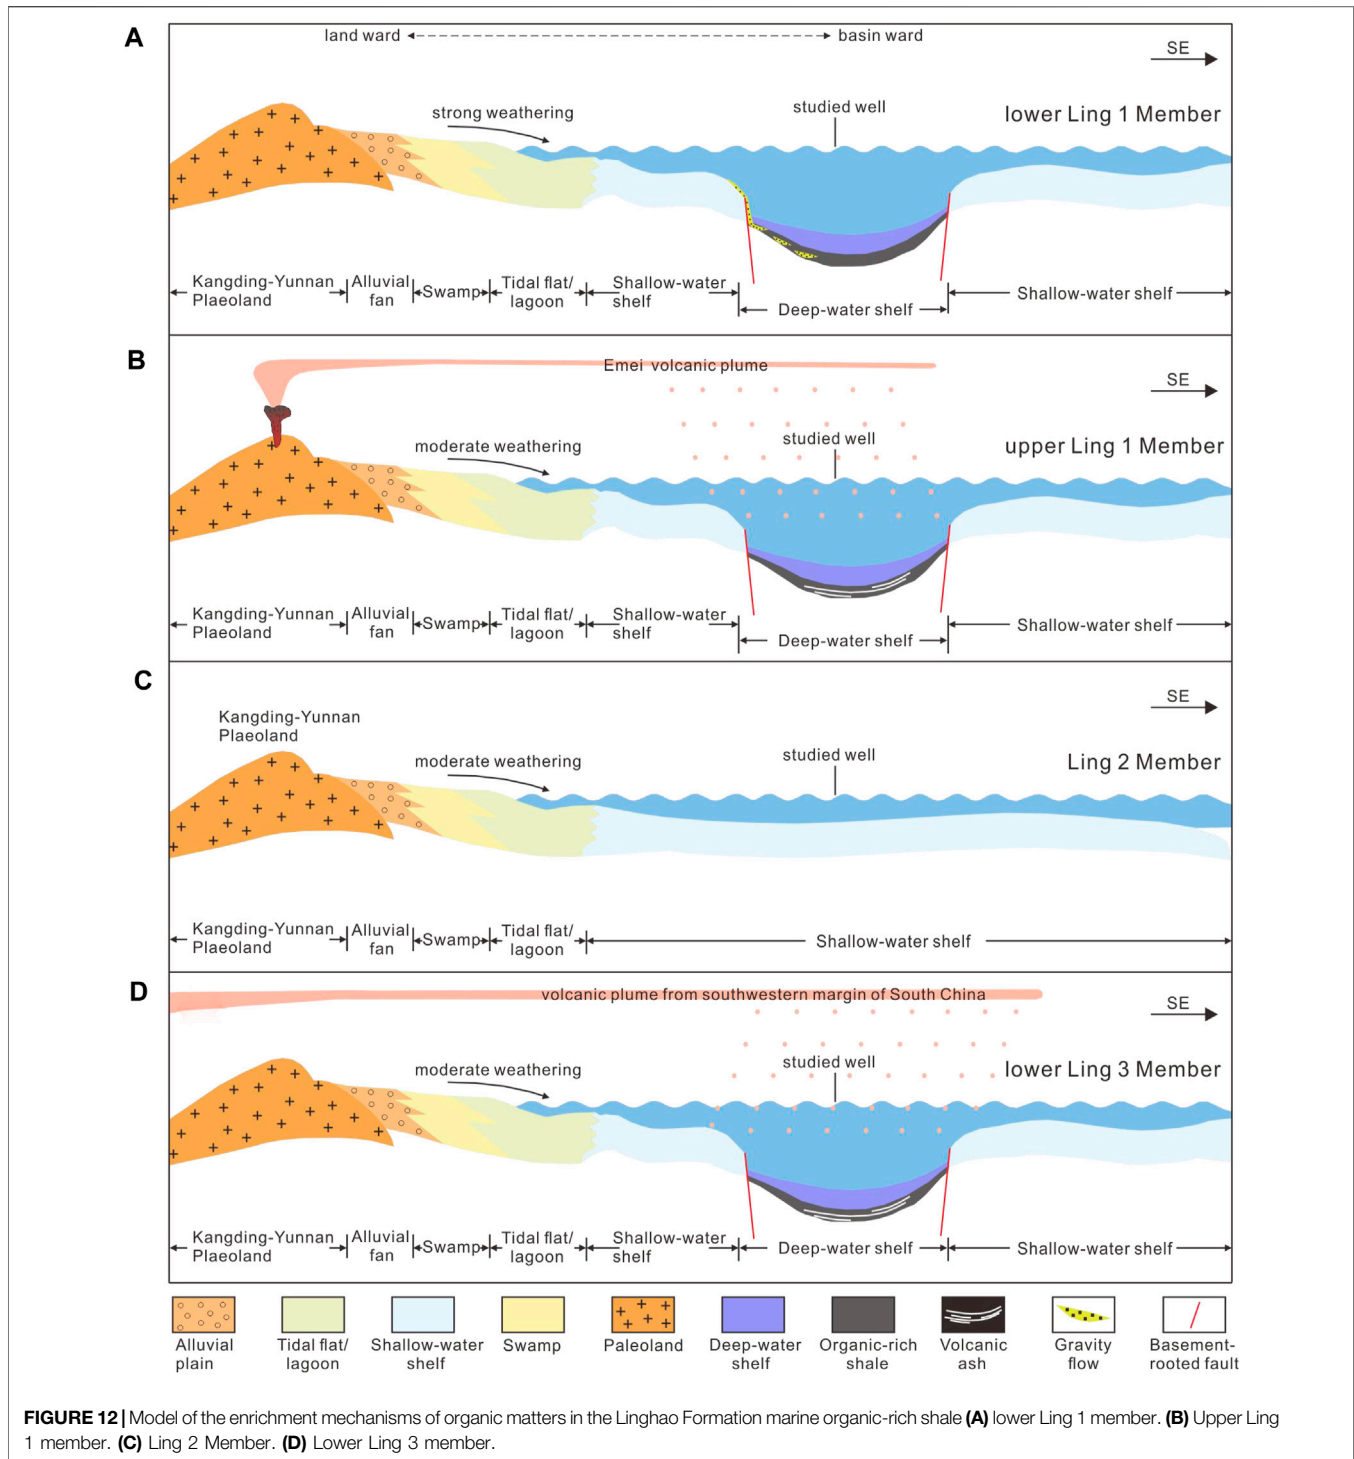 A
land ward
basin ward
SE
strong weathering
studied well
lower Ling 1 Member
Kangding-Yunnan
Plaeoland
Alluvial
fan
Swamp
Tidal flat/
lagoon
Shallow-water
shelf
Deep-water shelf
Shallow-water shelf
B
Emei volcanic plume
SE
moderate weathering
studied well
upper Ling 1 Member
Kangding-Yunnan
Plaeoland
Alluvial
fan
Swamp
Tidal flat/
lagoon
Shallow-water
shelf
Deep-water shelf
Shallow-water shelf
C
SE
Kangding-Yunnan
Plaeoland
moderate weathering
studied well
Ling 2 Member
Kangding-Yunnan
Plaeoland
Alluvial
fan
Swamp
Tidal flat/
lagoon
Shallow-water shelf
D
volcanic plume from southwestern margin of South China
SE
moderate weathering
studied well
lower Ling 3 Member
Kangding-Yunnan
Plaeoland
Alluvial
fan
Swamp
Tidal flat/
lagoon
Shallow-water
shelf
Deep-water shelf
Shallow-water shelf
Alluvial
plain
Tidal flat/
lagoon
Shallow-water
shelf
Swamp
Paleoland
Deep-water
shelf
Organic-rich
shale
Volcanic
ash
Gravity
flow
Basement-
rooted fault
FIGURE 12 | Model of the enrichment mechanisms of organic matters in the Linghao Formation marine organic-rich shale (A) lower Ling 1 member. (B) Upper Ling
1 member. (C) Ling 2 Member. (D) Lower Ling 3 member.